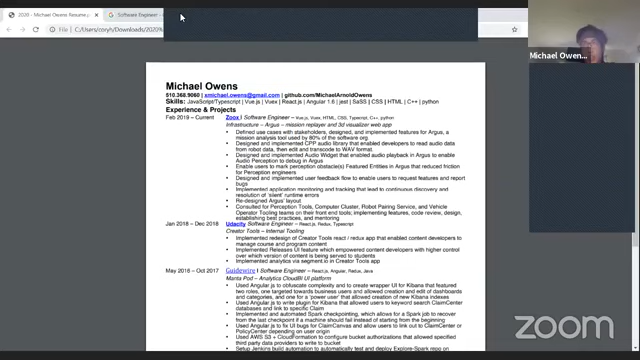 2020 - Michael Owens Resume.p
Software Engineer -
File | C:/Users/coryh/Downloads/2020%
Michael Owen...
Michael Owens
510.368.9060 | xmichael.owens@gmail.com | github.com/MichaelArnoldOwens
Skills: JavaScript/Typescript | Vue.js | Vuex | React.js | Angular 1.6 | jest | SaSS | CSS | HTML | C++ | python
Experience & Projects
Feb 2019 – Current
Zoox | Software Engineer – Vue.js, Vuex, HTML, CSS, Typescript, C++, python
Infrastructure – Argus – mission replayer and 3d visualizer web app
• Defined use cases with stakeholders, designed, and implemented features for Argus, a
mission analysis tool used by 80% of the software org.
• Designed and implemented CPP audio library that enabled developers to read audio data
from robot data, then edit and transcode to WAV format.
• Designed and implemented Audio Widget that enabled audio playback in Argus to enable
Audio Perception to debug in Argus
• Enable users to mark perception obstacle(s) Featured Entities in Argus that reduced friction
for Perception engineers
• Designed and implemented user feedback flow to enable users to request features and report
bugs
• Implemented application monitoring and tracking that lead to continuous discovery and
resolution of 'silent' runtime errors
• Re-designed Argus' layout
• Consulted for Perception Tools, Computer Cluster, Robot Pairing Service, and Vehicle
Operator Tooling teams on their front end tools; implementing features, code review, design,
establishing best practices, and mentoring
Jan 2018 – Dec 2018
Udacity Software Engineer – React.js, Redux, Typescript
Creator Tools – Internal Tooling
• Implemented redesign of Creator Tools react / redux app that enabled content developers to
manage course and program content
• Implemented Releases UI feature which empowered content developers with higher control
over which version of content is being served to students
• Implemented analytics via segment.io in Creator Tools app
May 2018 – Oct 2017
Guidewire | Software Engineer – React.js, Angular, Redux, Java
Manta Pod – Analytics CloudBI UI platform
• Used Angular js to obfuscate complexity and to create wrapper UI for Kibana that featured
two roles, one targeted towards business users and allowed creation and edit of dashboards
and categories, and one for a 'power user' that allowed creation of new Kibana indexes
• Used Angular js to write plugin for Kibana that allowed users to keyword search ClaimCenter
databases and link to specific Claim
• Implemented and automated Spark checkpointing, which allows for a Spark job to recover
from the last checkpoint if a machine should fail instead of starting from the beginning
• Used Angular js to fix UI bugs for ClaimCanvas and allow users to link out to ClaimCenter or
PolicyCenter depending on user origin
• Used AWS S3 + CloudFormation to configure bucket authorizations that allowed specified
third party data providers to write to bucket
• Setup Jenkins build automation to automatically test and deploy Explore-Spark repo on
zoom